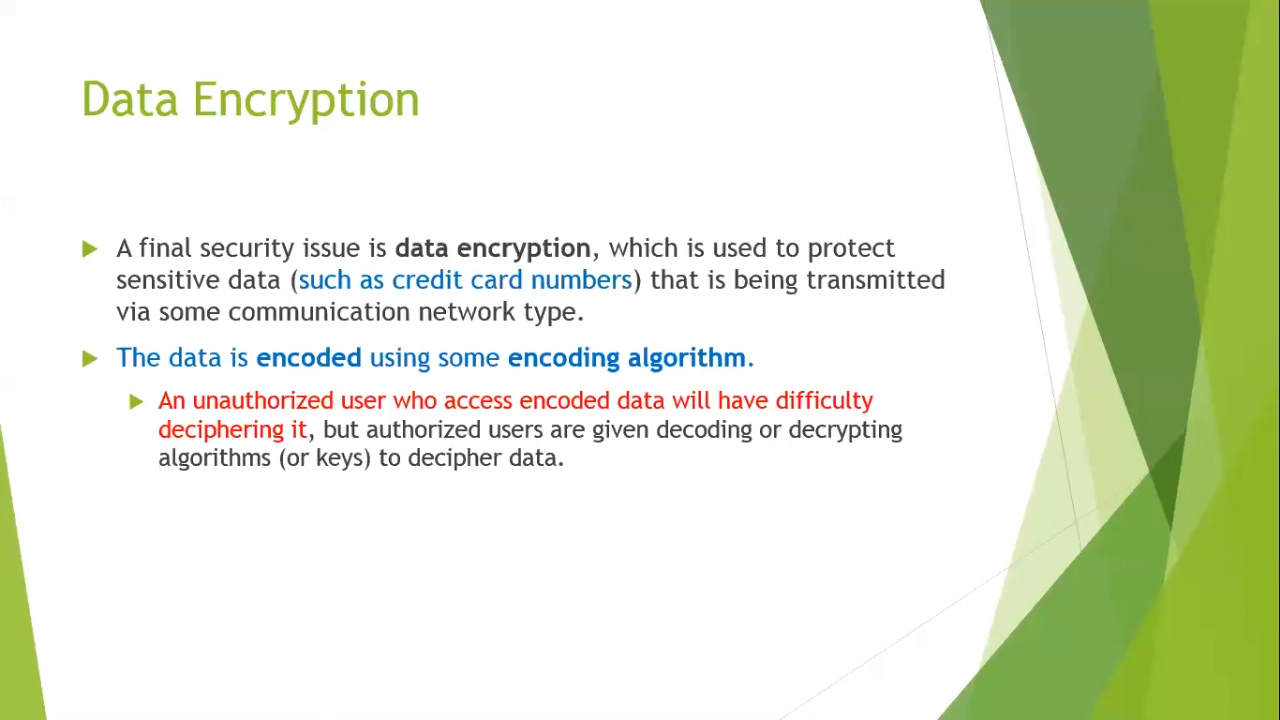 Data Encryption
A final security issue is data encryption, which is used to protect
sensitive data (such as credit card numbers) that is being transmitted
via some communication network type.
The data is encoded using some encoding algorithm.
An unauthorized user who access encoded data will have difficulty
deciphering it, but authorized users are given decoding or decrypting
algorithms (or keys) to decipher data.